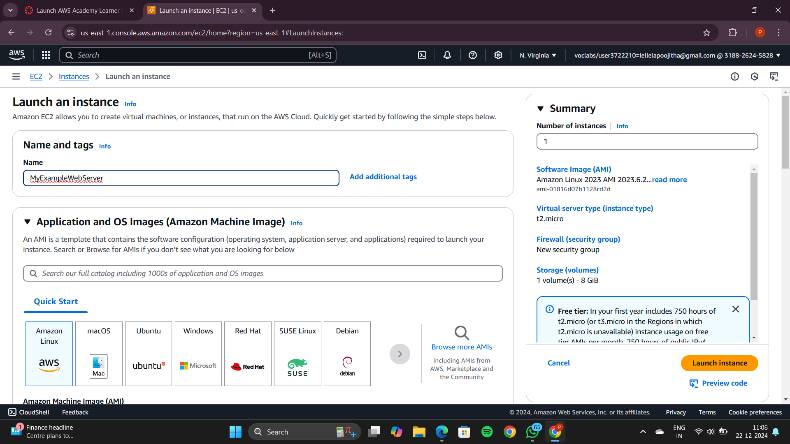 Launch AWS Academy Learner
Launch an instance | EC2 | us-e
us-east-1.console.aws.amazon.com/ec2/home?region=us-east-1#LaunchInstances:
aws
Search
[Alt+S]
N. Virginia
voclabs/user3722210=lellelapoojitha@gmail.com @ 3188-2624-5828
EC2
Instances
Launch an instance
Launch an instance Info
Amazon EC2 allows you to create virtual machines, or instances, that run on the AWS Cloud. Quickly get started by following the simple steps below.
Name and tags Info
Name
MyExampleWebServer
Add additional tags
Application and OS Images (Amazon Machine Image) Info
An AMI is a template that contains the software configuration (operating system, application server, and applications) required to launch your
instance. Search or Browse for AMIs if you don't see what you are looking for below
Search our full catalog including 1000s of application and OS images
Quick Start
Amazon
Linux
aws
macOS
Mac
Ubuntu
ubuntu
Windows
Microsoft
Red Hat
Red Hat
SUSE Linux
SUSE
Debian
debian
Browse more AMIs
Including AMIs from
AWS, Marketplace and
the Community
Amazon Machine Image (AMI)
Summary
Number of instances Info
1
Software Image (AMI)
Amazon Linux 2023 AMI 2023.6.2...read more
ami-01816d07b1128cd2d
Virtual server type (instance type)
t2.micro
Firewall (security group)
New security group
Storage (volumes)
1 volume(s) - 8 GiB
Free tier: In your first year includes 750 hours of
t2.micro (or t3.micro in the Regions in which
t2.micro is unavailable) instance usage on free
tier AMIs per month, 750 hours of public IPv4
Cancel
Launch instance
Preview code
CloudShell
Feedback
© 2024, Amazon Web Services, Inc. or its affiliates.
Privacy
Terms
Cookie preferences
Finance headline
Centre plans to...
Search
ENG
IN
11:06
22-12-2024